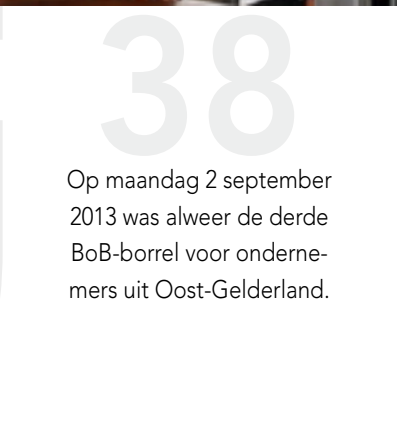 38
Op maandag 2 september
2013 was alweer de derde
BoB-borrel voor onderne-
mers uit Oost-Gelderland.